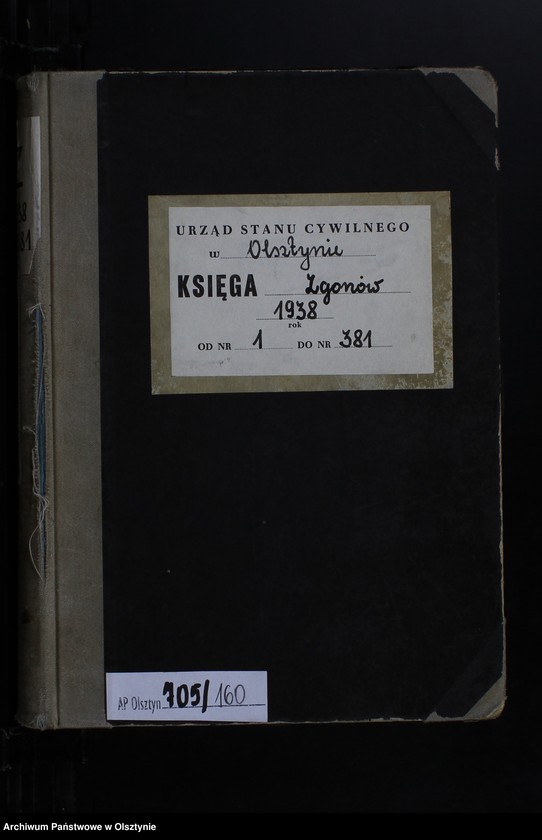 URZĄD STANU CYWILNEGO
w Olsztynie
KSIĘGA Zgonów
1938
rok
OD NR 1 DO NR 381
AP Olsztyn 705/160
Archiwum Państwowe w Olsztynie